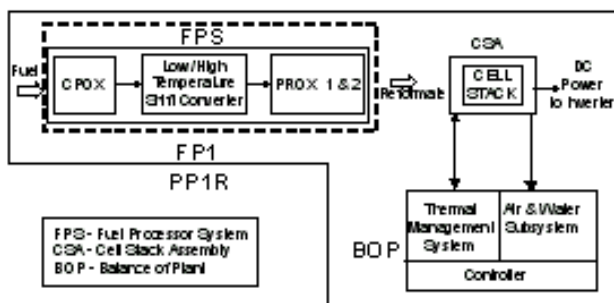 FPS
Fuel
CPOX
Low/High
Temperature
Shift Converter
PROX 1 & 2
Reformate
CSA
CELL
STACK
DC
Power
to Inverter
FP1
PP1R
FPS - Fuel Processor System
CSA - Cell Stack Assembly
BOP - Balance of Plant
BOP
Thermal
Management
System
Air & Water
Subsystem
Controller